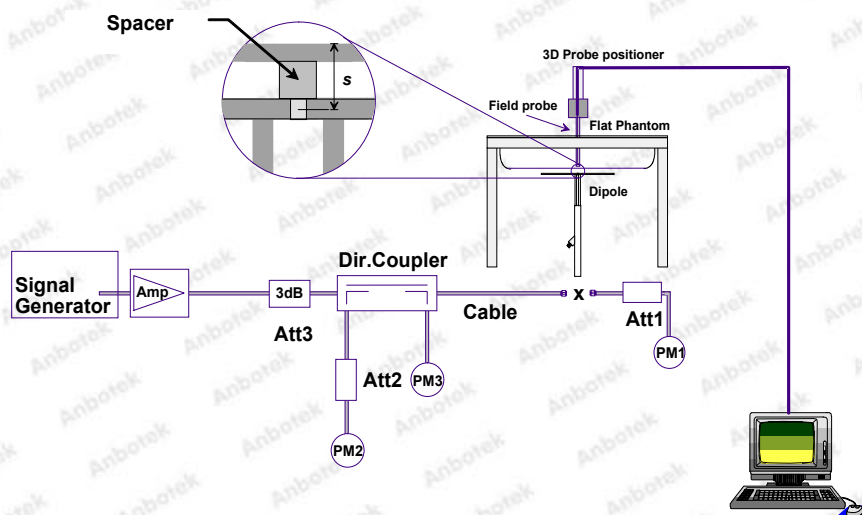 Spacer
s
3D Probe positioner
Field probe
Flat Phantom
Dipole
Signal
Generator
Amp
3dB
Att3
Dir.Coupler
Cable
x
Att1
PM1
Att2
PM3
PM2
Anbotek